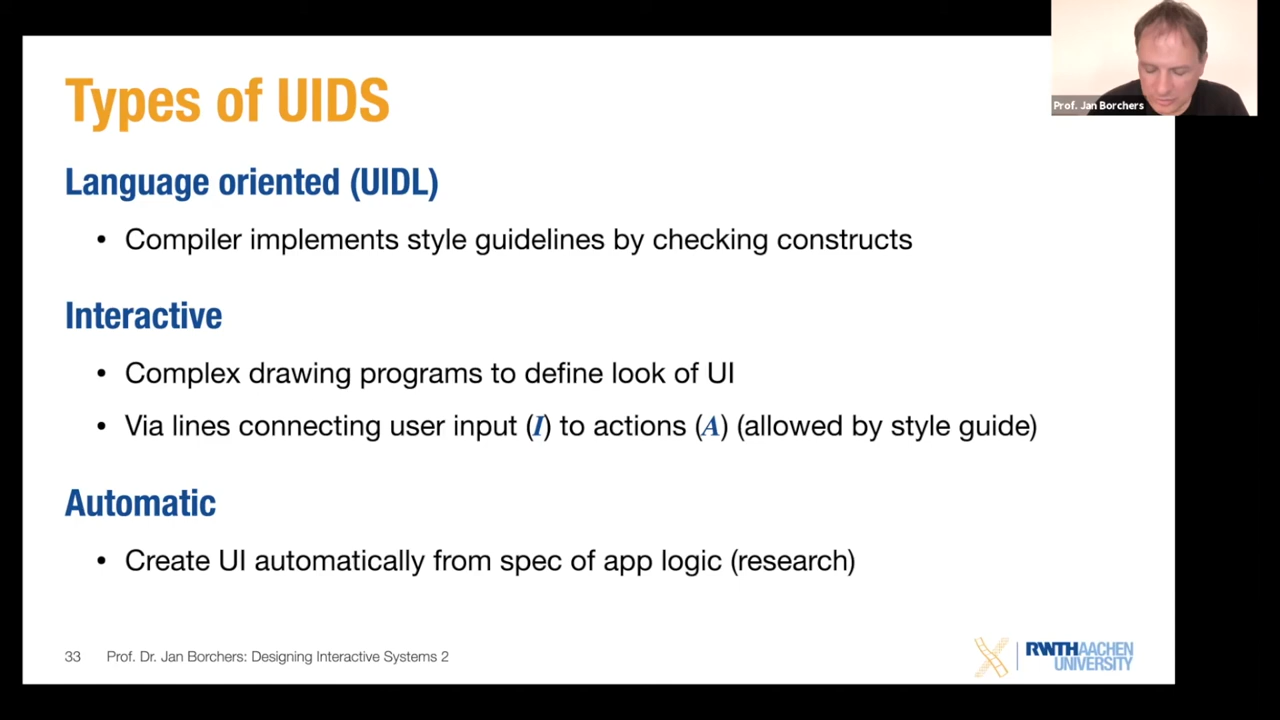 Types of UIDS
Prof. Jan Borchers
Language oriented (UIDL)
• Compiler implements style guidelines by checking constructs
Interactive
• Complex drawing programs to define look of UI
• Via lines connecting user input (I) to actions (A) (allowed by style guide)
Automatic
• Create UI automatically from spec of app logic (research)
33 Prof. Dr. Jan Borchers: Designing Interactive Systems 2
RWTHAACHEN
UNIVERSITY